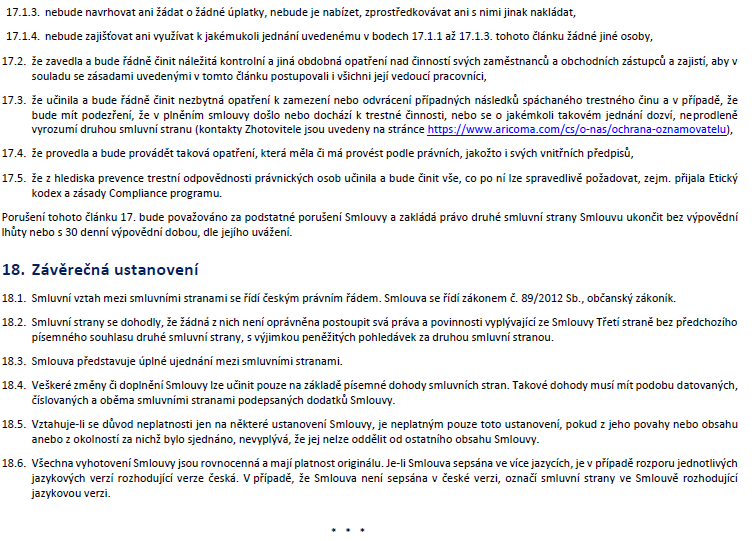 17.1.3. nebude navrhovat ani žádat o žádné úplatky, nebude je nabízet, zprostředkovávat ani s nimi jinak nakládat,
17.1.4. nebude zajišťovat ani využívat k jakémukoli jednání uvedenému v bodech 17.1.1 až 17.1.3. tohoto článku žádné jiné osoby,
17.2. že zavedla a bude řádně činit náležitá kontrolní a jiná obdobná opatření nad činností svých zaměstnanců a obchodních zástupců a zajistí, aby v
souladu se zásadami uvedenými v tomto článku postupovali i všichni její vedoucí pracovníci,
17.3. že učinila a bude řádně činit nezbytná opatření k zamezení nebo odvrácení případných následků spáchaného trestného činu a v případě, že
bude mít podezření, že v plněním smlouvy došlo nebo dochází k trestné činnosti, nebo se o jakémkoli takovém jednání dozví, neprodleně
vyrozumí druhou smluvní stranu (kontakty Zhotovitele jsou uvedeny na stránce https://www.aricoma.com/cs/o-nas/ochrana-oznamovatelu),
17.4. že provedla a bude provádět taková opatření, která měla či má provést podle právních, jakožto i svých vnitřních předpisů,
17.5. že z hlediska prevence trestní odpovědnosti právnických osob učinila a bude činit vše, co po ní lze spravedlivě požadovat, zejm. přijala Etický
kodex a zásady Compliance programu.
Porušení tohoto článku 17. bude považováno za podstatné porušení Smlouvy a zakládá právo druhé smluvní strany Smlouvu ukončit bez výpovědní
lhůty nebo s 30 denní výpovědní dobou, dle jejího uvážení.
18. Závěrečná ustanovení
18.1. Smluvní vztah mezi smluvními stranami se řídí českým právním řádem. Smlouva se řídí zákonem č. 89/2012 Sb., občanský zákoník.
18.2. Smluvní strany se dohodly, že žádná z nich není oprávněna postoupit svá práva a povinnosti vyplývající ze Smlouvy Třetí straně bez předchozího
písemného souhlasu druhé smluvní strany, s výjimkou peněžitých pohledávek za druhou smluvní stranou.
18.3. Smlouva představuje úplné ujednání mezi smluvními stranami.
18.4. Veškeré změny či doplnění Smlouvy lze učinit pouze na základě písemné dohody smluvních stran. Takové dohody musí mít podobu datovaných,
číslovaných a oběma smluvními stranami podepsaných dodatků Smlouvy.
18.5. Vztahuje-li se důvod neplatnosti jen na některé ustanovení Smlouvy, je neplatným pouze toto ustanovení, pokud z jeho povahy nebo obsahu
anebo z okolností za nichž bylo sjednáno, nevyplývá, že jej nelze oddělit od ostatního obsahu Smlouvy.
18.6. Všechna vyhotovení Smlouvy jsou rovnocenná a mají platnost originálu. Je-li Smlouva sepsána ve více jazycích, je v případě rozporu jednotlivých
jazykových verzí rozhodující verze česká. V případě, že Smlouva není sepsána v české verzi, označí smluvní strany ve Smlouvě rozhodující
jazykovou verzi.
* * *